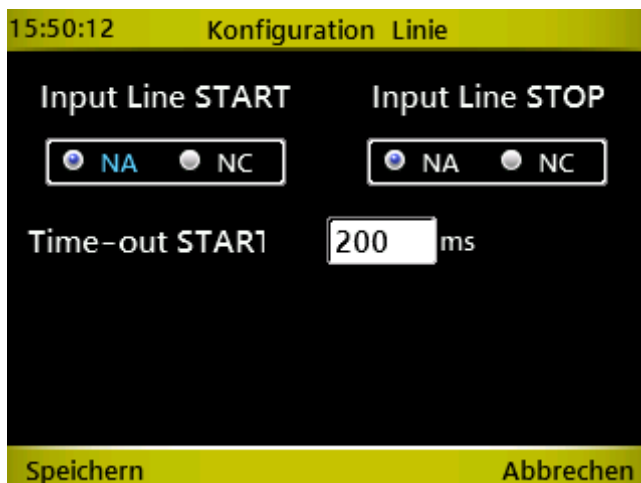 15:50:12 Konfiguration Linie
Input Line START Input Line STOP
NA NC NA NC
Time-out START 200 ms
Speichern Abbrechen